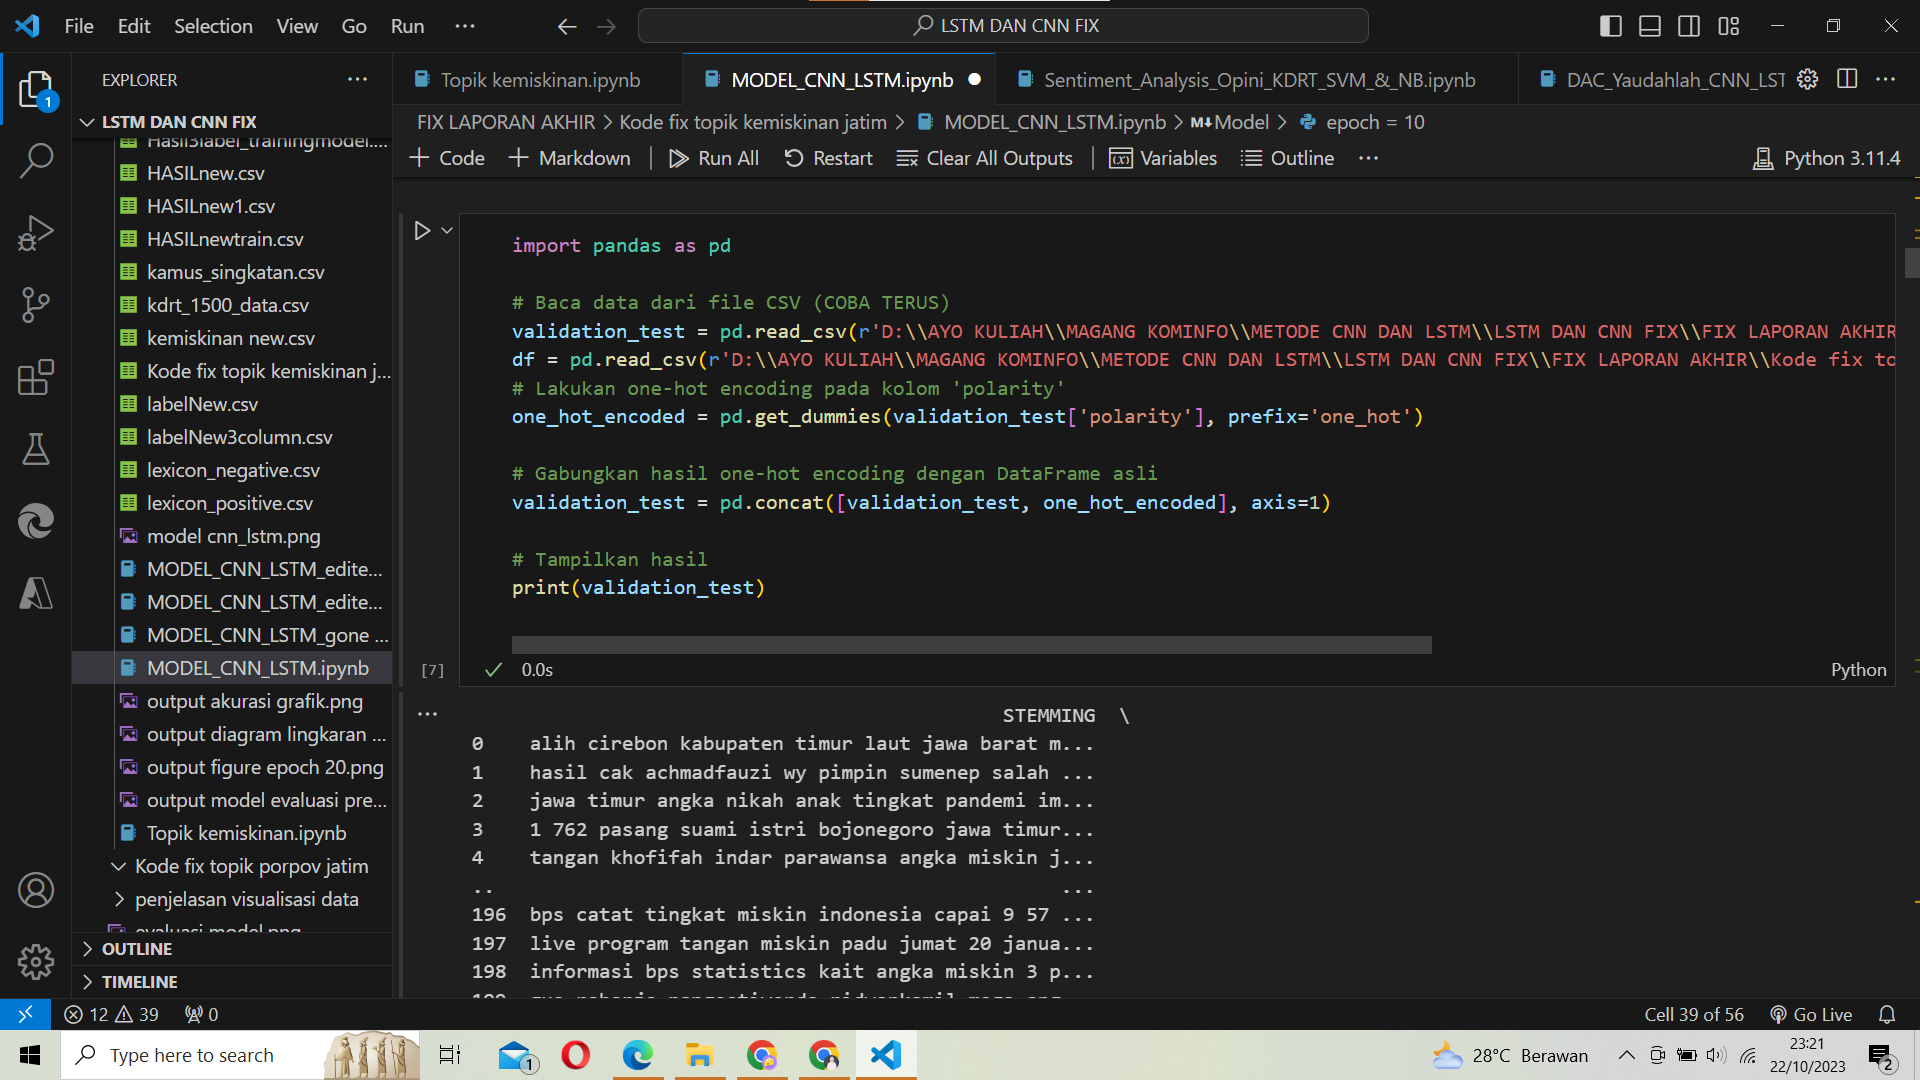 File Edit Selection View Go Run ... LSTM DAN CNN FIX
EXPLORER ...
1
LSTM DAN CNN FIX
Hasil3label_trainingmodel....
HASILnew.csv
HASILnew1.csv
HASILnewtrain.csv
kamus_singkatan.csv
kdrt_1500_data.csv
kemiskinan new.csv
Kode fix topik kemiskinan j...
labelNew.csv
labelNew3column.csv
lexicon_negative.csv
lexicon_positive.csv
model cnn_lstm.png
MODEL_CNN_LSTM_edite...
MODEL_CNN_LSTM_edite...
MODEL_CNN_LSTM_gone ...
MODEL_CNN_LSTM.ipynb
output akurasi grafik.png
output diagram lingkaran ...
output figure epoch 20.png
output model evaluasi pre...
Topik kemiskinan.ipynb
Kode fix topik porpov jatim
penjelasan visualisasi data
evaluasi model.png
OUTLINE
TIMELINE
Topik kemiskinan.ipynb MODEL_CNN_LSTM.ipynb Sentiment_Analysis_Opini_KDRT_SVM_&_NB.ipynb DAC_Yaudahlah_CNN_LST
FIX LAPORAN AKHIR > Kode fix topik kemiskinan jatim > MODEL_CNN_LSTM.ipynb > M↓Model > epoch = 10
+ Code + Markdown | Run All Restart Clear All Outputs | Variables Outline ... Python 3.11.4
import pandas as pd
# Baca data dari file CSV (COBA TERUS)
validation_test = pd.read_csv(r'D:\\AYO KULIAH\\MAGANG KOMINFO\\METODE CNN DAN LSTM\\LSTM DAN CNN FIX\\FIX LAPORAN AKHIR
df = pd.read_csv(r'D:\\AYO KULIAH\\MAGANG KOMINFO\\METODE CNN DAN LSTM\\LSTM DAN CNN FIX\\FIX LAPORAN AKHIR\\Kode fix to
# Lakukan one-hot encoding pada kolom 'polarity'
one_hot_encoded = pd.get_dummies(validation_test['polarity'], prefix='one_hot')
# Gabungkan hasil one-hot encoding dengan DataFrame asli
validation_test = pd.concat([validation_test, one_hot_encoded], axis=1)
# Tampilkan hasil
print(validation_test)
[7] 0.0s Python
... STEMMING \
0 alih cirebon kabupaten timur laut jawa barat m...
1 hasil cak achmadfauzi wy pimpin sumenep salah ...
2 jawa timur angka nikah anak tingkat pandemi im...
3 1 762 pasang suami istri bojonegoro jawa timur...
4 tangan khofifah indar parawansa angka miskin j...
.. ...
196 bps catat tingkat miskin indonesia capai 9 57 ...
197 live program tangan miskin padu jumat 20 janua...
198 informasi bps statistics kait angka miskin 3 p...
12 39 0 Cell 39 of 56 Go Live
Type here to search 1 28°C Berawan 23:21
22/10/2023 2